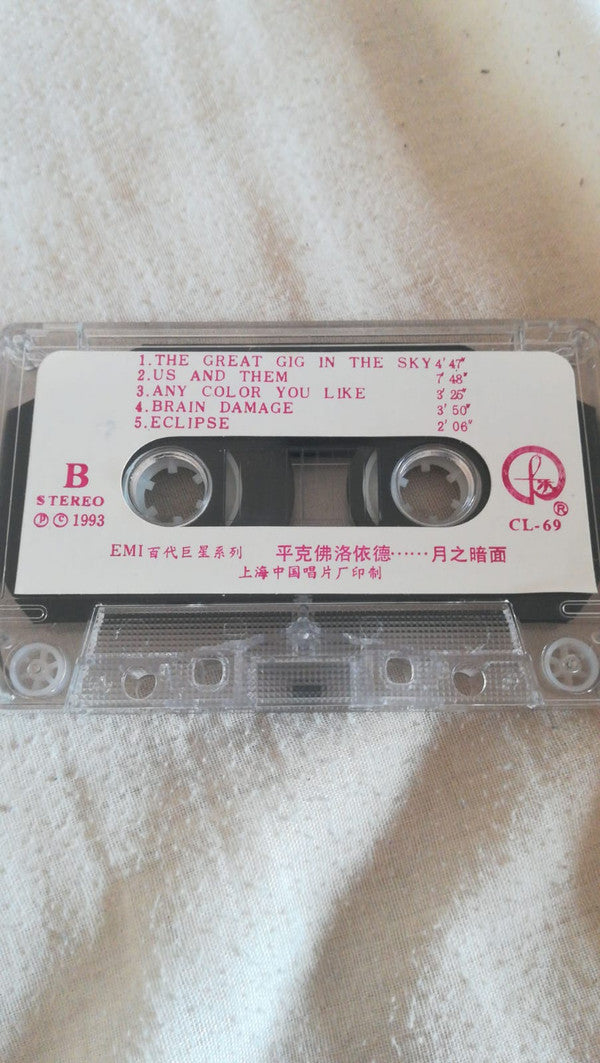 1.THE GREAT GIG IN THE SKY 4' 47"
2.US AND THEM 7' 48"
3.ANY COLOR YOU LIKE 3' 26"
4.BRAIN DAMAGE 3' 50"
5.ECLIPSE 2' 06"
B
STEREO
Ⓟ Ⓒ 1993
®
CL-69
EMI百代巨星系列 平克佛洛依德……月之暗面
上海中国唱片厂印制